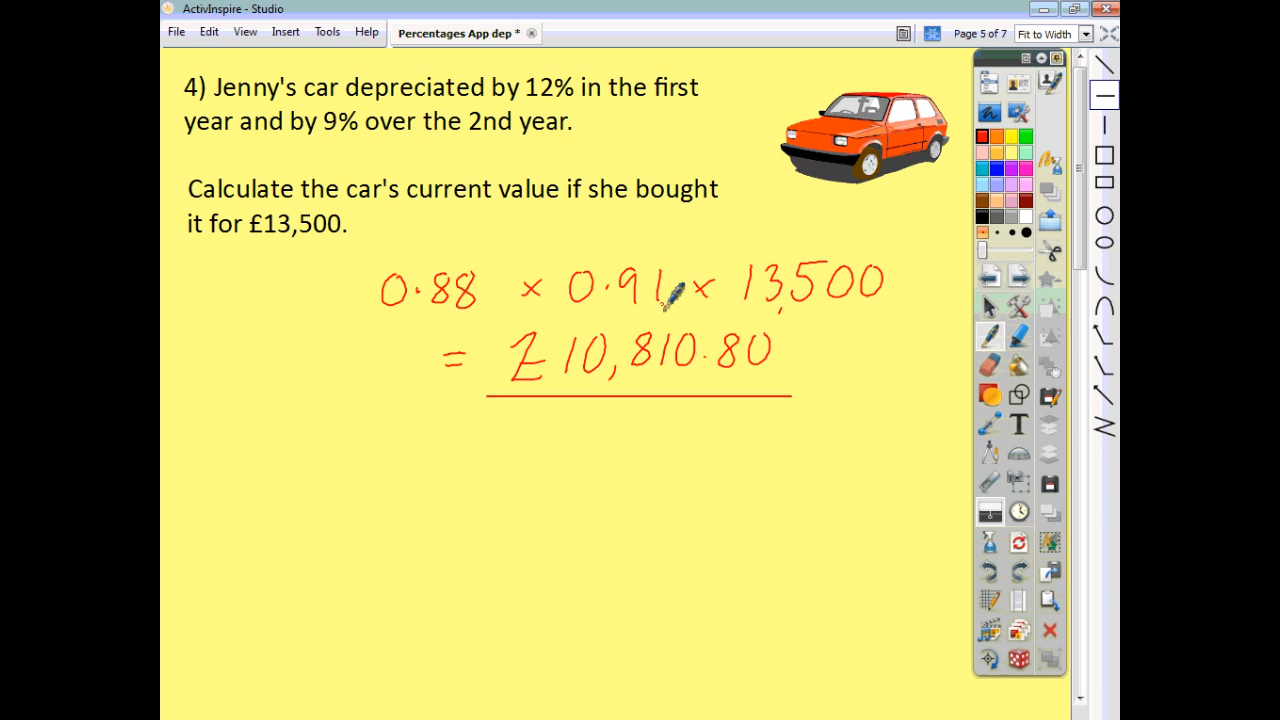 ActivInspire - Studio
File Edit View Insert Tools Help
Percentages App dep *
Page 5 of 7
Fit to Width
4) Jenny's car depreciated by 12% in the first
year and by 9% over the 2nd year.
Calculate the car's current value if she bought
it for £13,500.
0.88 × 0.91 × 13,500
= £10,810.80